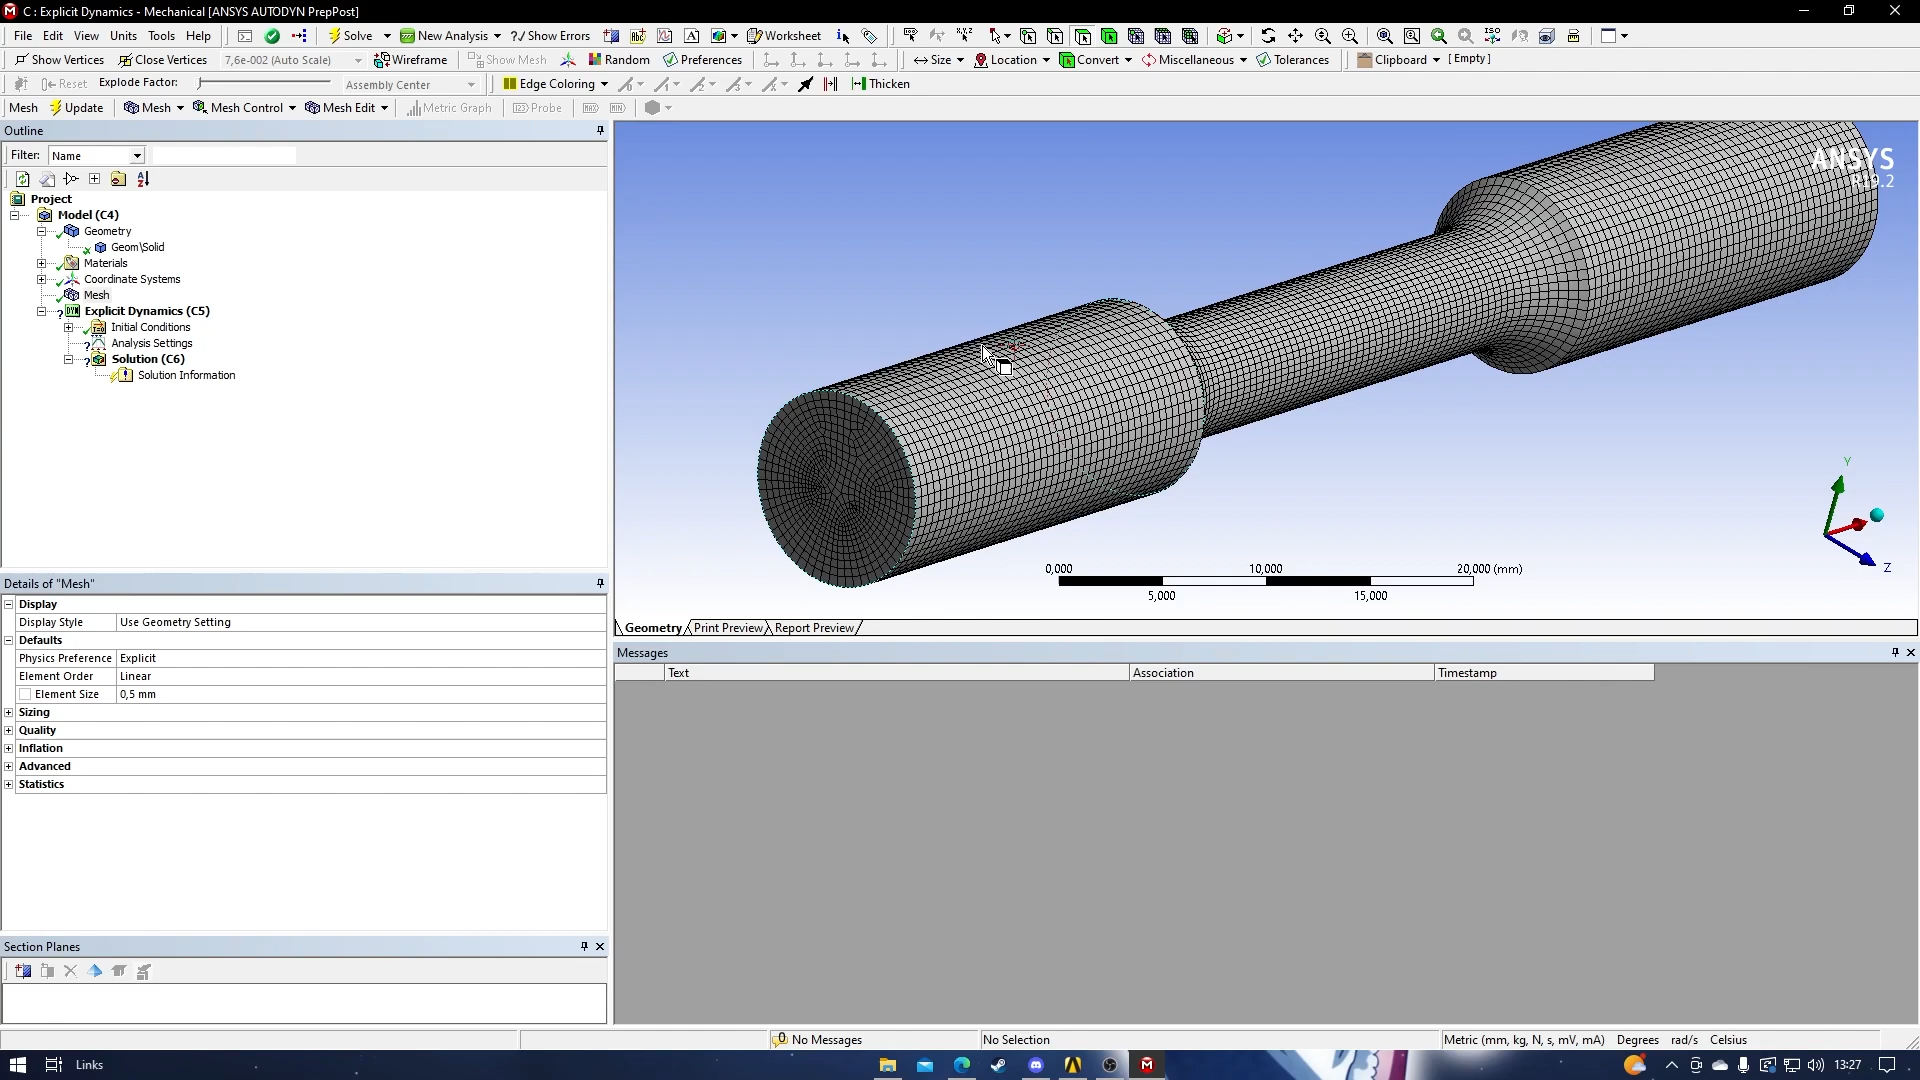 C : Explicit Dynamics - Mechanical [ANSYS AUTODYN PrepPost]
File Edit View Units Tools Help Solve New Analysis Show Errors Worksheet
Show Vertices Close Vertices 7,6e-002 (Auto Scale) Wireframe Show Mesh Random Preferences Size Location Convert Miscellaneous Tolerances Clipboard [ Empty ]
Reset Explode Factor: Assembly Center Edge Coloring Thicken
Mesh Update Mesh Mesh Control Mesh Edit Metric Graph Probe MAX MIN
Outline
Filter: Name
Project
Model (C4)
Geometry
Geom\Solid
Materials
Coordinate Systems
Mesh
Explicit Dynamics (C5)
Initial Conditions
Analysis Settings
Solution (C6)
Solution Information
Details of "Mesh"
Display
Display Style Use Geometry Setting
Defaults
Physics Preference Explicit
Element Order Linear
Element Size 0,5 mm
Sizing
Quality
Inflation
Advanced
Statistics
Section Planes
ANSYS
R19.2
Y
Z
0,000 10,000 20,000 (mm)
5,000 15,000
Geometry Print Preview Report Preview
Messages
Text Association Timestamp
No Messages No Selection Metric (mm, kg, N, s, mV, mA) Degrees rad/s Celsius
Links 13:27